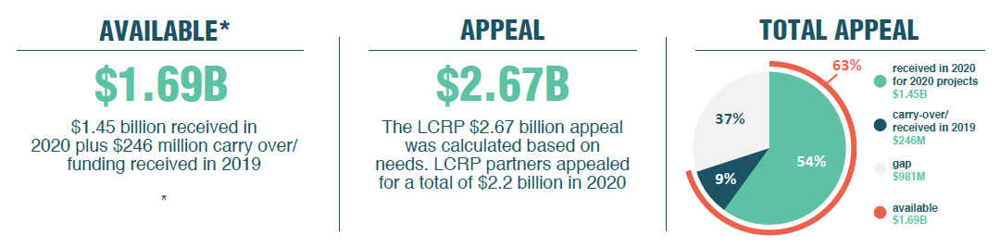 AVAILABLE*
$1.69B
$1.45 billion received in
2020 plus $246 million carry over/
funding received in 2019
*
APPEAL
$2.67B
The LCRP $2.67 billion appeal
was calculated based on
needs. LCRP partners appealed
for a total of $2.2 billion in 2020
TOTAL APPEAL
63%
37%
54%
9%
received in 2020
for 2020 projects
$1.45B
carry-over/
received in 2019
$246M
gap
$981M
available
$1.69B